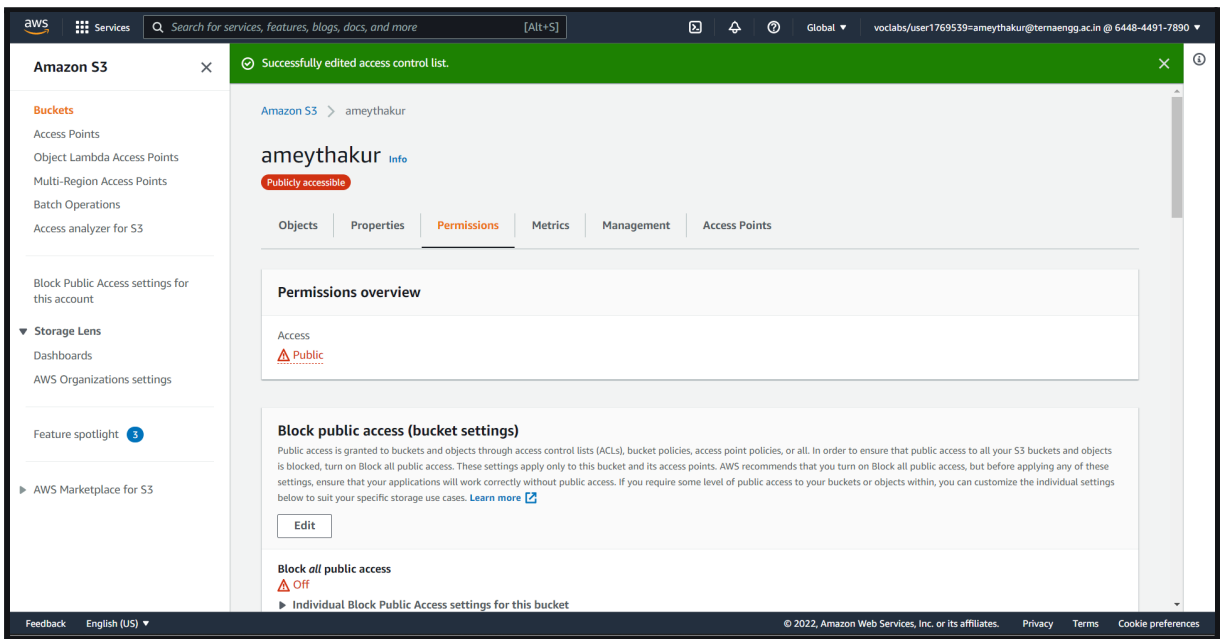 aws
Services
Search for services, features, blogs, docs, and more
[Alt+S]
Global ▼
voclabs/user1769539=ameythakur@ternaengg.ac.in @ 6448-4491-7890 ▼
Amazon S3
Buckets
Access Points
Object Lambda Access Points
Multi-Region Access Points
Batch Operations
Access analyzer for S3
Block Public Access settings for
this account
Storage Lens
Dashboards
AWS Organizations settings
Feature spotlight 3
AWS Marketplace for S3
Successfully edited access control list.
Amazon S3 > ameythakur
ameythakur Info
Publicly accessible
Objects
Properties
Permissions
Metrics
Management
Access Points
Permissions overview
Access
Public
Block public access (bucket settings)
Public access is granted to buckets and objects through access control lists (ACLs), bucket policies, access point policies, or all. In order to ensure that public access to all your S3 buckets and objects
is blocked, turn on Block all public access. These settings apply only to this bucket and its access points. AWS recommends that you turn on Block all public access, but before applying any of these
settings, ensure that your applications will work correctly without public access. If you require some level of public access to your buckets or objects within, you can customize the individual settings
below to suit your specific storage use cases. Learn more
Edit
Block all public access
Off
Individual Block Public Access settings for this bucket
Feedback
English (US) ▼
© 2022, Amazon Web Services, Inc. or its affiliates.
Privacy
Terms
Cookie preferences